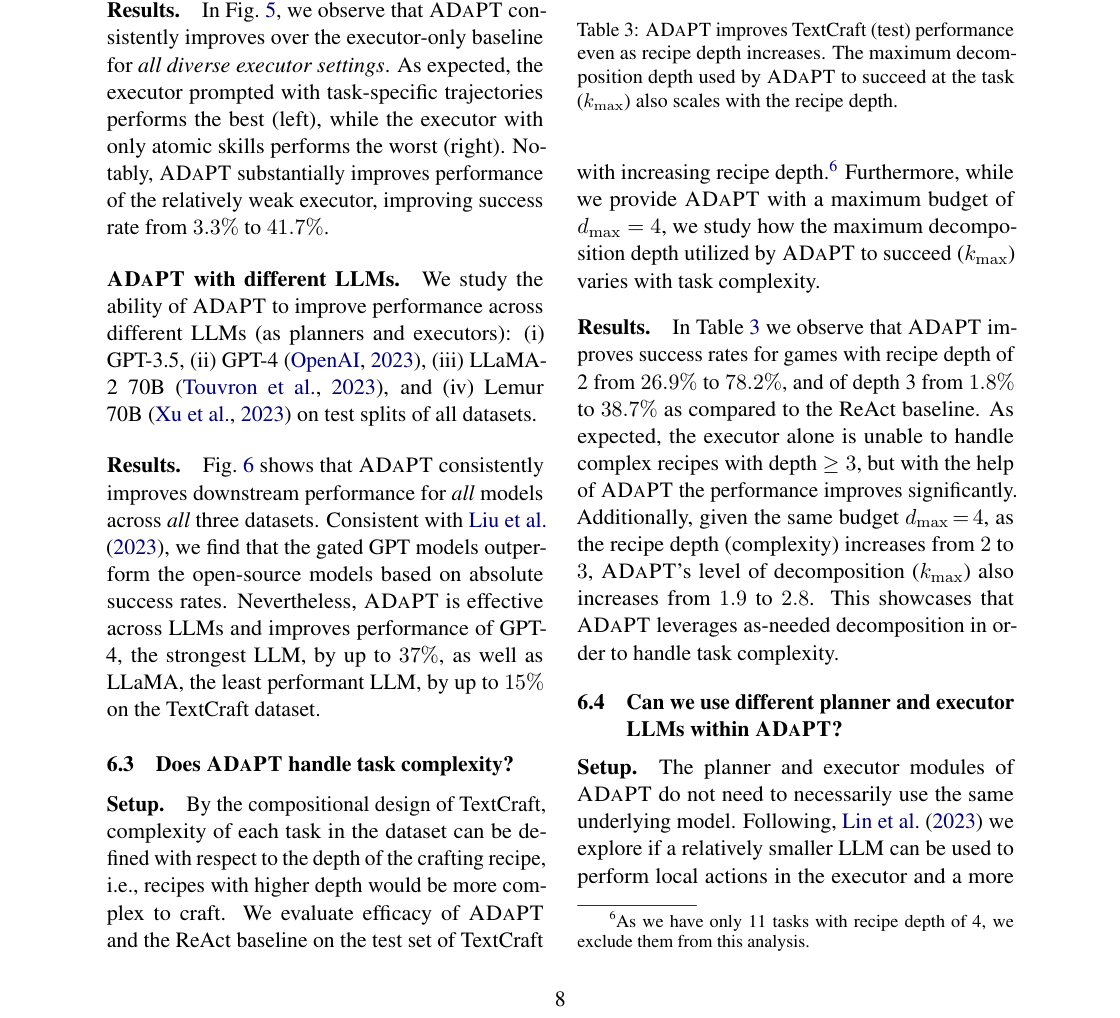 Results. In Fig. 5, we observe that ADAPT con-
sistently improves over the executor-only baseline
for all diverse executor settings. As expected, the
executor prompted with task-specific trajectories
performs the best (left), while the executor with
only atomic skills performs the worst (right). No-
tably, ADAPT substantially improves performance
of the relatively weak executor, improving success
rate from 3.3% to 41.7%.
ADAPT with different LLMs. We study the
ability of ADAPT to improve performance across
different LLMs (as planners and executors): (i)
GPT-3.5, (ii) GPT-4 (OpenAI, 2023), (iii) LLaMA-
2 70B (Touvron et al., 2023), and (iv) Lemur
70B (Xu et al., 2023) on test splits of all datasets.
Results. Fig. 6 shows that ADAPT consistently
improves downstream performance for all models
across all three datasets. Consistent with Liu et al.
(2023), we find that the gated GPT models outper-
form the open-source models based on absolute
success rates. Nevertheless, ADAPT is effective
across LLMs and improves performance of GPT-
4, the strongest LLM, by up to 37%, as well as
LLaMA, the least performant LLM, by up to 15%
on the TextCraft dataset.
6.3 Does ADAPT handle task complexity?
Setup. By the compositional design of TextCraft,
complexity of each task in the dataset can be de-
fined with respect to the depth of the crafting recipe,
i.e., recipes with higher depth would be more com-
plex to craft. We evaluate efficacy of ADAPT
and the ReAct baseline on the test set of TextCraft
Table 3: ADAPT improves TextCraft (test) performance
even as recipe depth increases. The maximum decom-
position depth used by ADAPT to succeed at the task
(kmax) also scales with the recipe depth.
with increasing recipe depth.6 Furthermore, while
we provide ADAPT with a maximum budget of
dmax = 4, we study how the maximum decompo-
sition depth utilized by ADAPT to succeed (kmax)
varies with task complexity.
Results. In Table 3 we observe that ADAPT im-
proves success rates for games with recipe depth of
2 from 26.9% to 78.2%, and of depth 3 from 1.8%
to 38.7% as compared to the ReAct baseline. As
expected, the executor alone is unable to handle
complex recipes with depth ≥ 3, but with the help
of ADAPT the performance improves significantly.
Additionally, given the same budget dmax = 4, as
the recipe depth (complexity) increases from 2 to
3, ADAPT's level of decomposition (kmax) also
increases from 1.9 to 2.8. This showcases that
ADAPT leverages as-needed decomposition in or-
der to handle task complexity.
6.4 Can we use different planner and executor
LLMs within ADAPT?
Setup. The planner and executor modules of
ADAPT do not need to necessarily use the same
underlying model. Following, Lin et al. (2023) we
explore if a relatively smaller LLM can be used to
perform local actions in the executor and a more
6As we have only 11 tasks with recipe depth of 4, we
exclude them from this analysis.
8